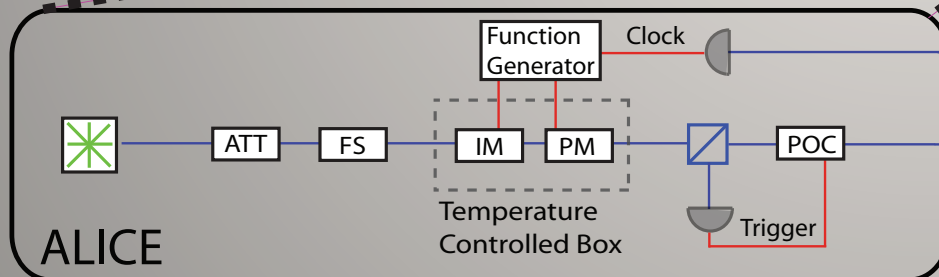 Function
Generator
Clock
ATT
FS
IM
PM
POC
Temperature
Controlled Box
Trigger
ALICE